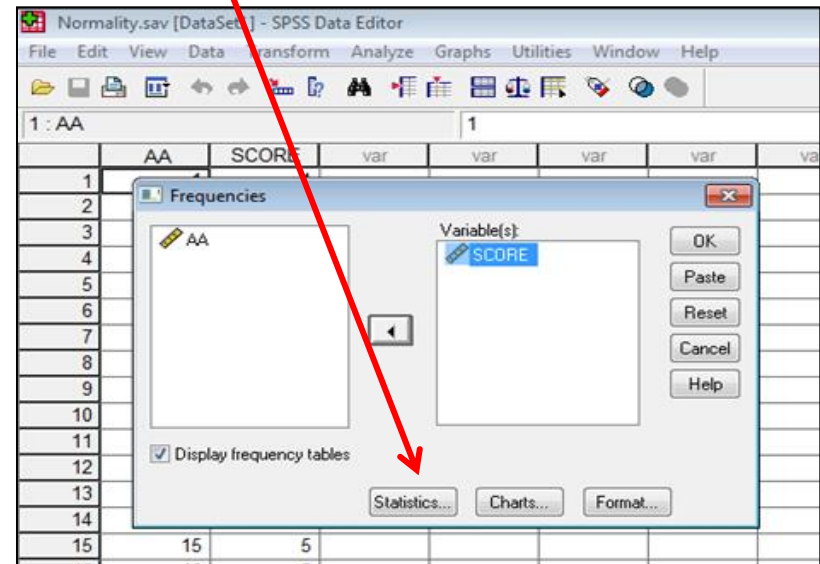 Normality.sav [DataSet1] - SPSS Data Editor
File Edit View Data Transform Analyze Graphs Utilities Window Help
1 : AA 1
AA SCORE var var var var va
1
2
3
4
5
6
7
8
9
10
11
12
13
14
15 15 5
Frequencies
AA
Variable(s):
SCORE
OK
Paste
Reset
Cancel
Help
Display frequency tables
Statistics... Charts... Format...